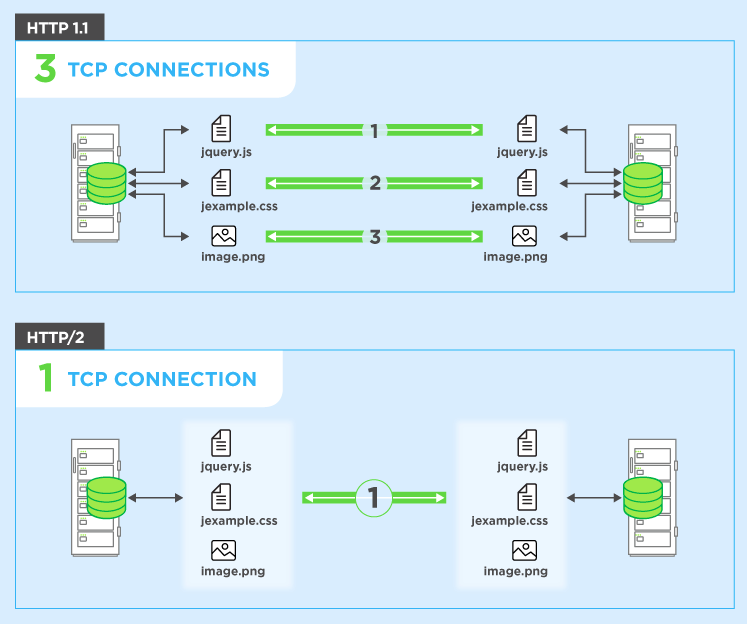 HTTP 1.1
3 TCP CONNECTIONS
jquery.js 1 jquery.js
jexample.css 2 jexample.css
image.png 3 image.png
HTTP/2
1 TCP CONNECTION
jquery.js jquery.js
jexample.css 1 jexample.css
image.png image.png